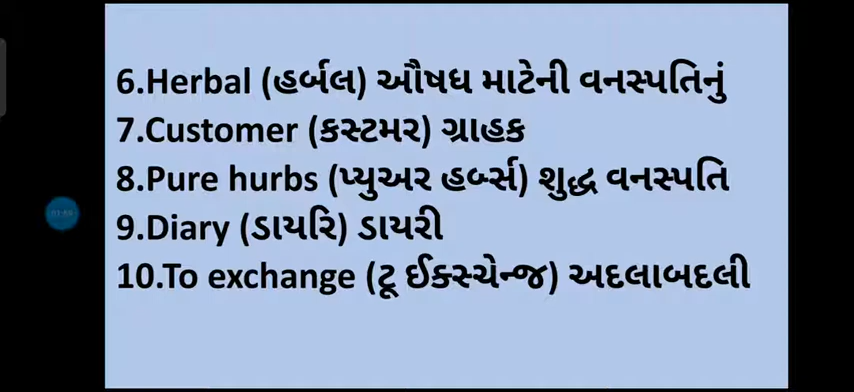 6.Herbal (હર્બલ) ઔષધ માટેની વનસ્પતિનું
7.Customer (કસ્ટમર) ગ્રાહક
8.Pure hurbs (પ્યુઅર હર્બ્સ) શુદ્ધ વનસ્પતિ
9.Diary (ડાયરિ) ડાયરી
10.To exchange (ટૂ ઈક્સ્ચેન્જ) અદલાબદલી